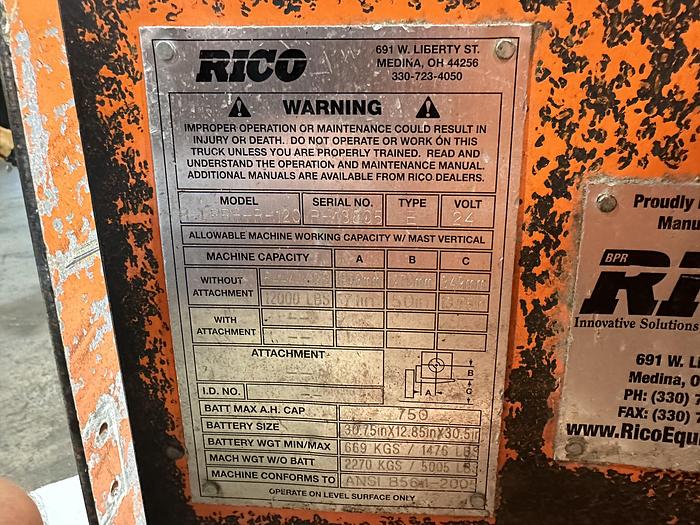 RICO
691 W. LIBERTY ST.
MEDINA, OH 44256
330-723-4050
WARNING
IMPROPER OPERATION OR MAINTENANCE COULD RESULT IN
INJURY OR DEATH. DO NOT OPERATE OR WORK ON THIS
TRUCK UNLESS YOU ARE PROPERLY TRAINED. READ AND
UNDERSTAND THE OPERATION AND MAINTENANCE MANUAL.
ADDITIONAL MANUALS ARE AVAILABLE FROM RICO DEALERS.
MODEL SERIAL NO. TYPE VOLT
E 24
ALLOWABLE MACHINE WORKING CAPACITY W/ MAST VERTICAL
MACHINE CAPACITY A B C
WITHOUT
ATTACHMENT
12000 LBS
WITH
ATTACHMENT
ATTACHMENT
B
A C
I.D. NO.
BATT MAX A.H. CAP 750
BATTERY SIZE 30.75inX12.85inX30.5in
BATTERY WGT MIN/MAX 669 KGS / 1476 LBS
MACH WGT W/O BATT 2270 KGS / 5005 LBS
MACHINE CONFORMS TO ANSI B56.1-2005
OPERATE ON LEVEL SURFACE ONLY
Proudly
Manu
BPR
Innovative Solutions
691 W. L
Medina,
PH: (330) 7
FAX: (330) 7
www.RicoEqu